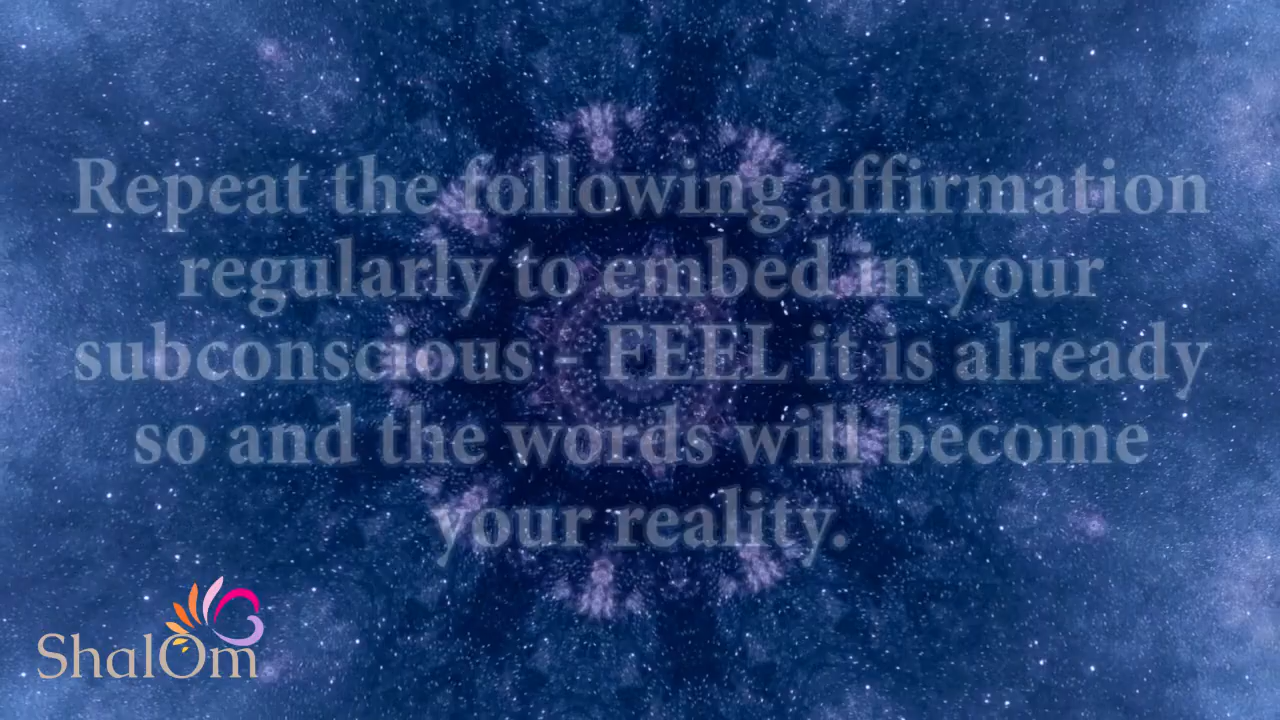 Repeat the following affirmation
regularly to embed in your
subconscious - FEEL it is already
so and the words will become
your reality.
ShalOm